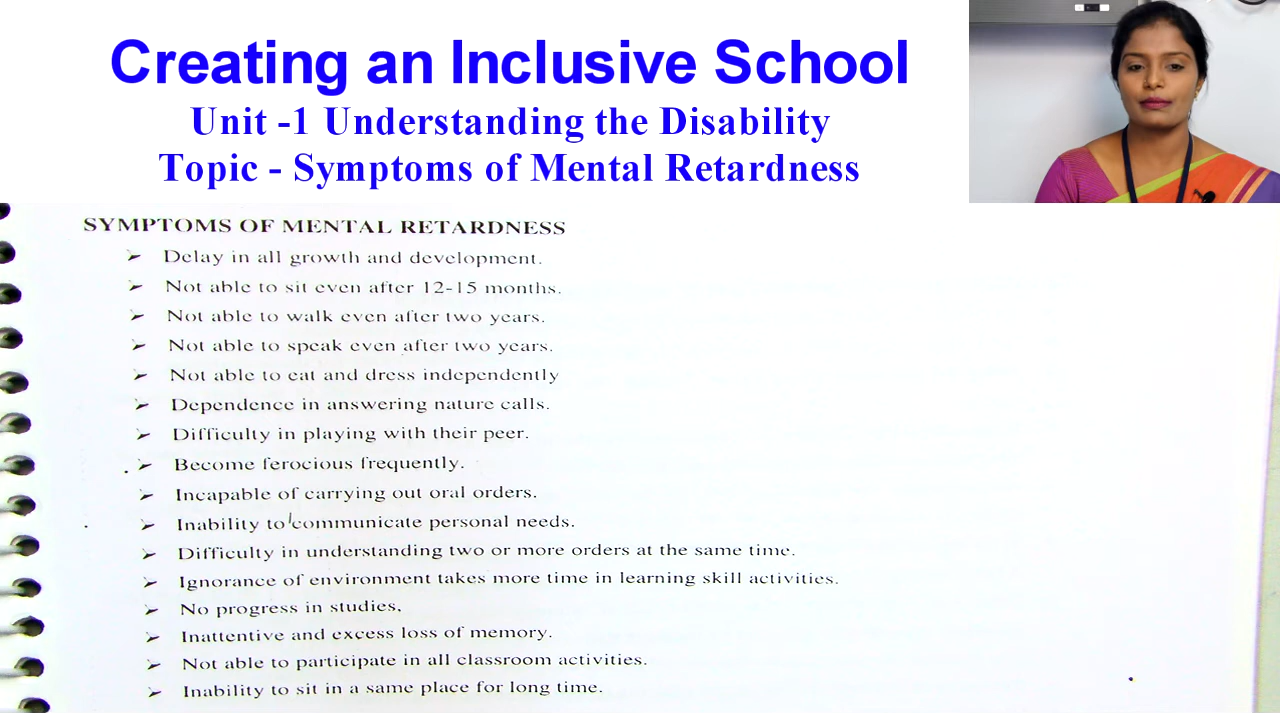 Creating an Inclusive School
Unit -1 Understanding the Disability
Topic - Symptoms of Mental Retardness
SYMPTOMS OF MENTAL RETARDNESS
➢ Delay in all growth and development.
➢ Not able to sit even after 12-15 months.
➢ Not able to walk even after two years.
➢ Not able to speak even after two years.
➢ Not able to eat and dress independently
➢ Dependence in answering nature calls.
➢ Difficulty in playing with their peer.
➢ Become ferocious frequently.
➢ Incapable of carrying out oral orders.
➢ Inability to communicate personal needs.
➢ Difficulty in understanding two or more orders at the same time.
➢ Ignorance of environment takes more time in learning skill activities.
➢ No progress in studies,
➢ Inattentive and excess loss of memory.
➢ Not able to participate in all classroom activities.
➢ Inability to sit in a same place for long time.